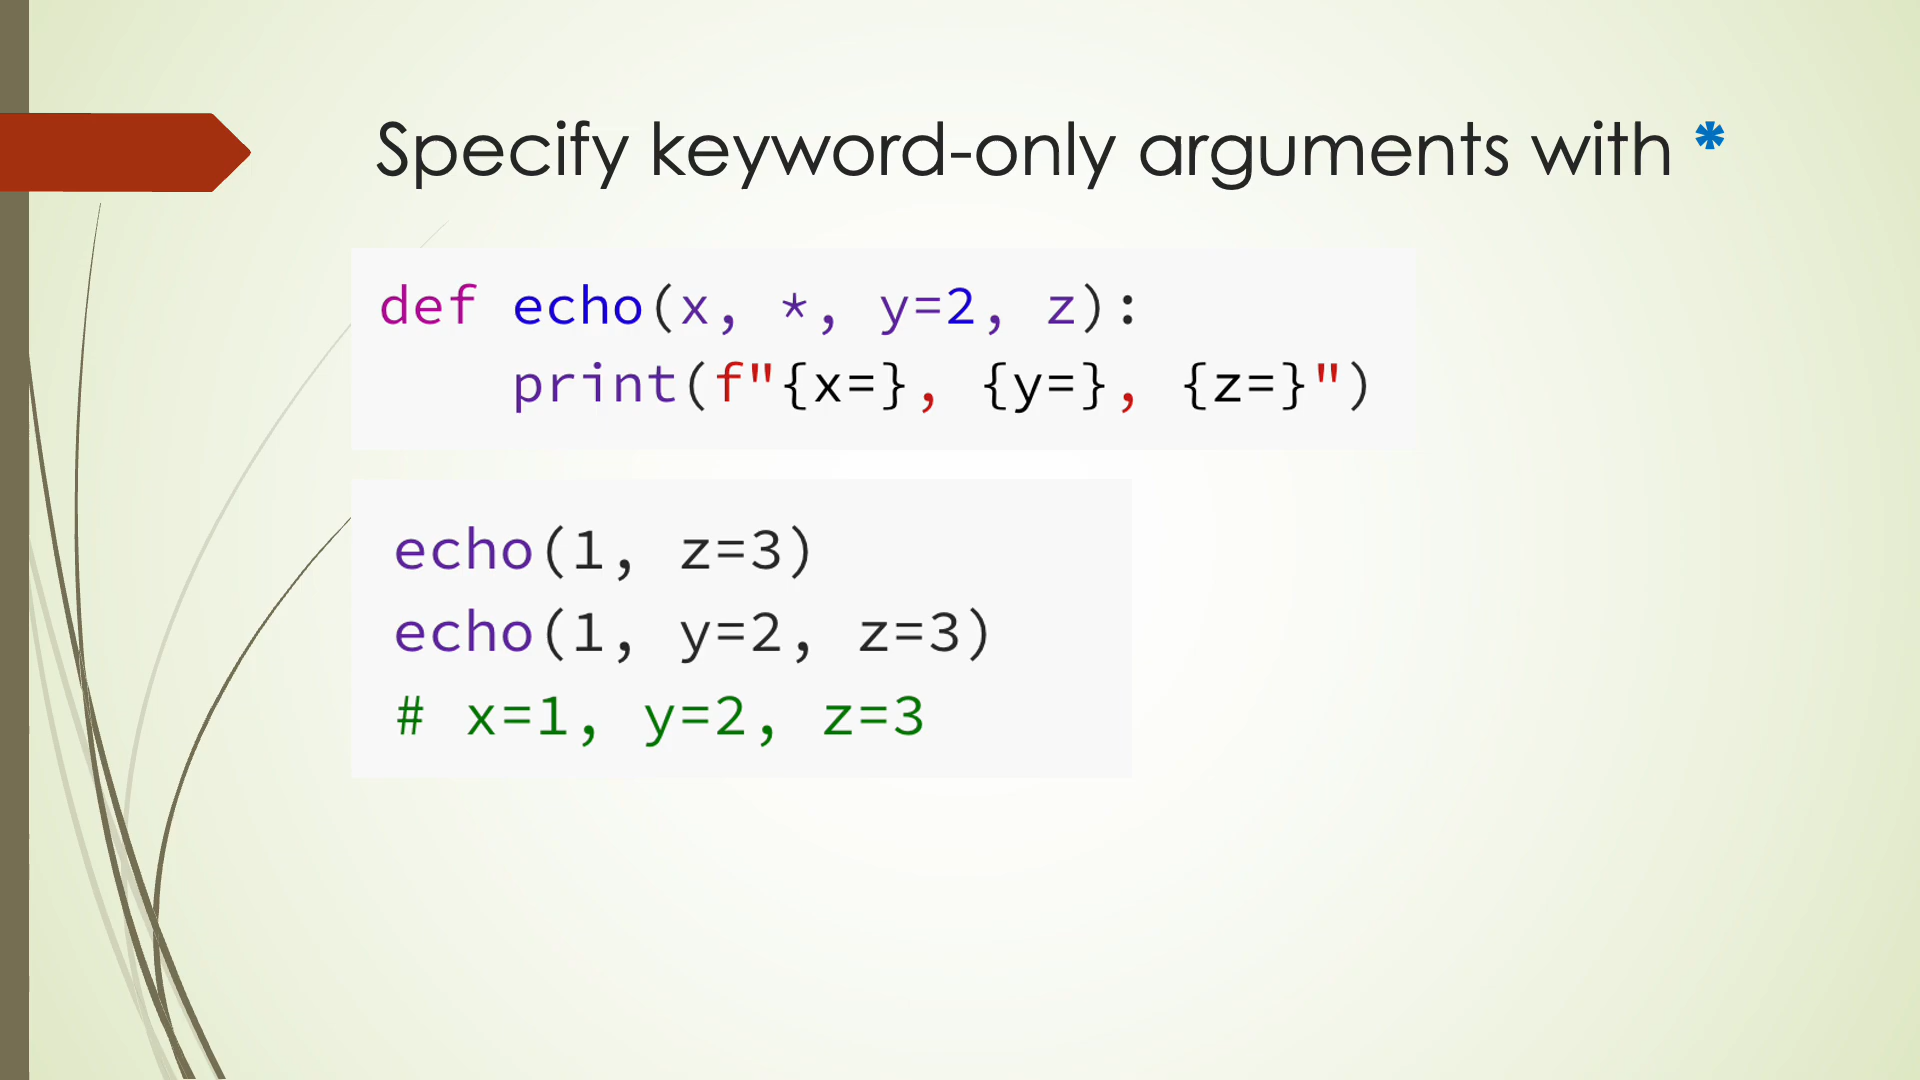 Specify keyword-only arguments with *
def echo(x, *, y=2, z):
    print(f"{x=}, {y=}, {z=}")
echo(1, z=3)
echo(1, y=2, z=3)
# x=1, y=2, z=3